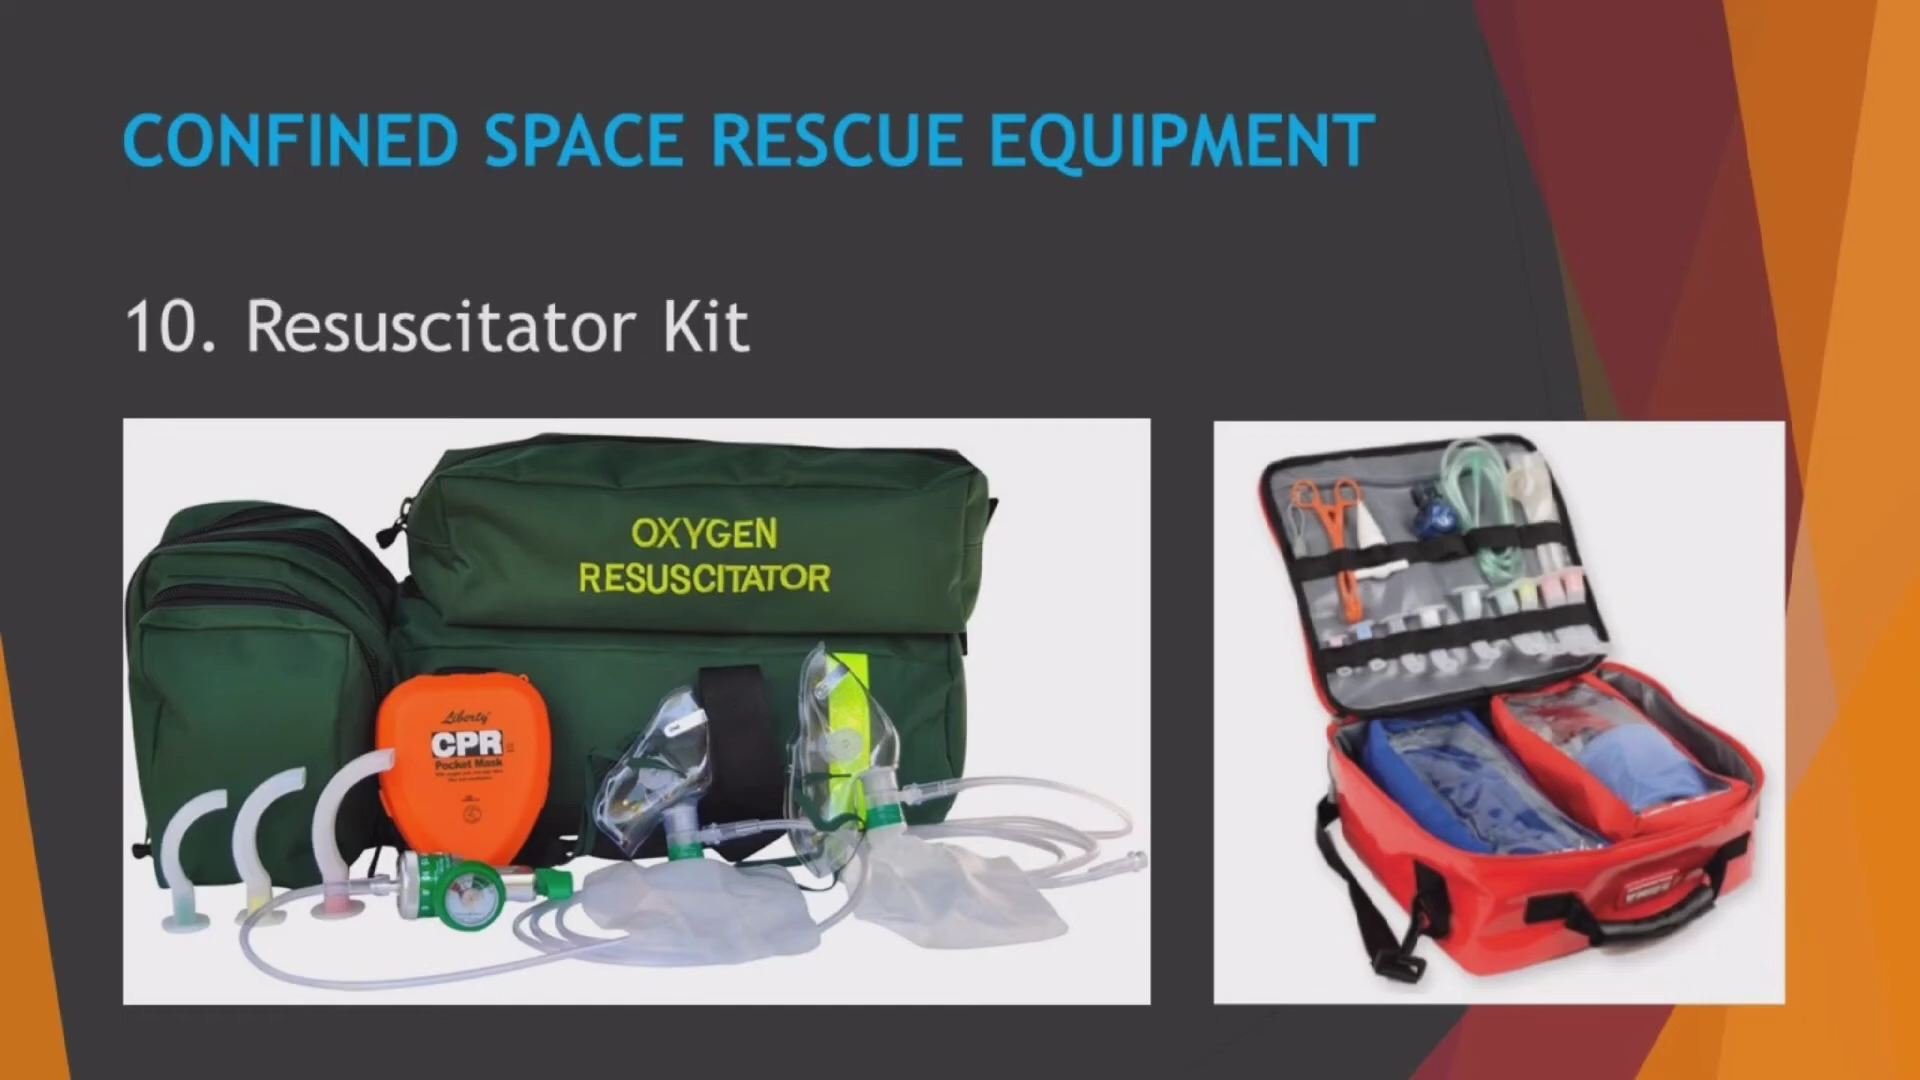 CONFINED SPACE RESCUE EQUIPMENT
10. Resuscitator Kit
OXYGEN
RESUSCITATOR
Liberty
CPR
Pocket Mask